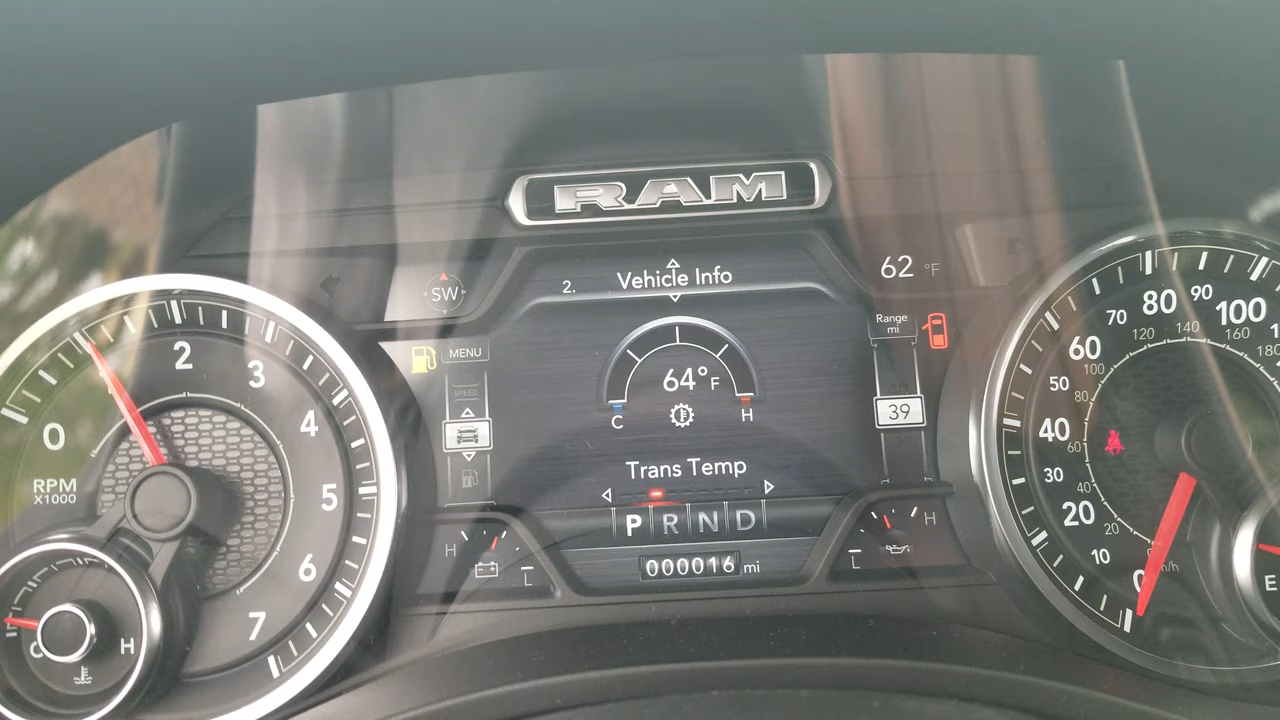 RAM
2. Vehicle Info
62 °F
SW
Range
mi
MENU
SPEED
39
64°F
C
H
Trans Temp
P R N D
000016 mi
H
L
L
H
0
2
3
4
5
6
7
RPM
X1000
C
H
0
10
20
30
40
50
60
70
80
90
100
20
40
60
80
100
120
140
160
180
E